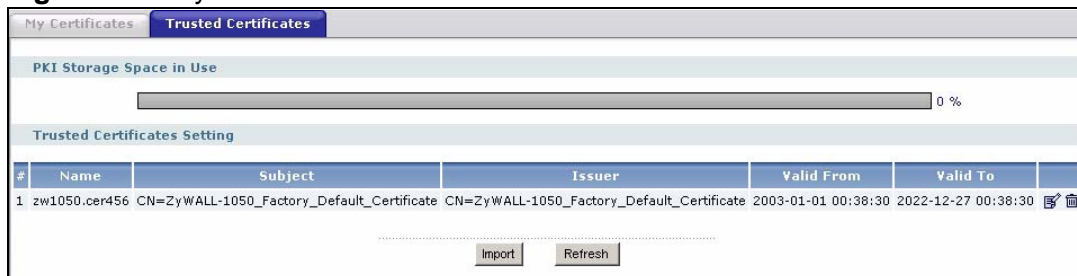 My Certificates Trusted Certificates
PKI Storage Space in Use
0 %
Trusted Certificates Setting
# Name Subject Issuer Valid From Valid To
1 zw1050.cer456 CN=ZyWALL-1050_Factory_Default_Certificate CN=ZyWALL-1050_Factory_Default_Certificate 2003-01-01 00:38:30 2022-12-27 00:38:30
Import Refresh